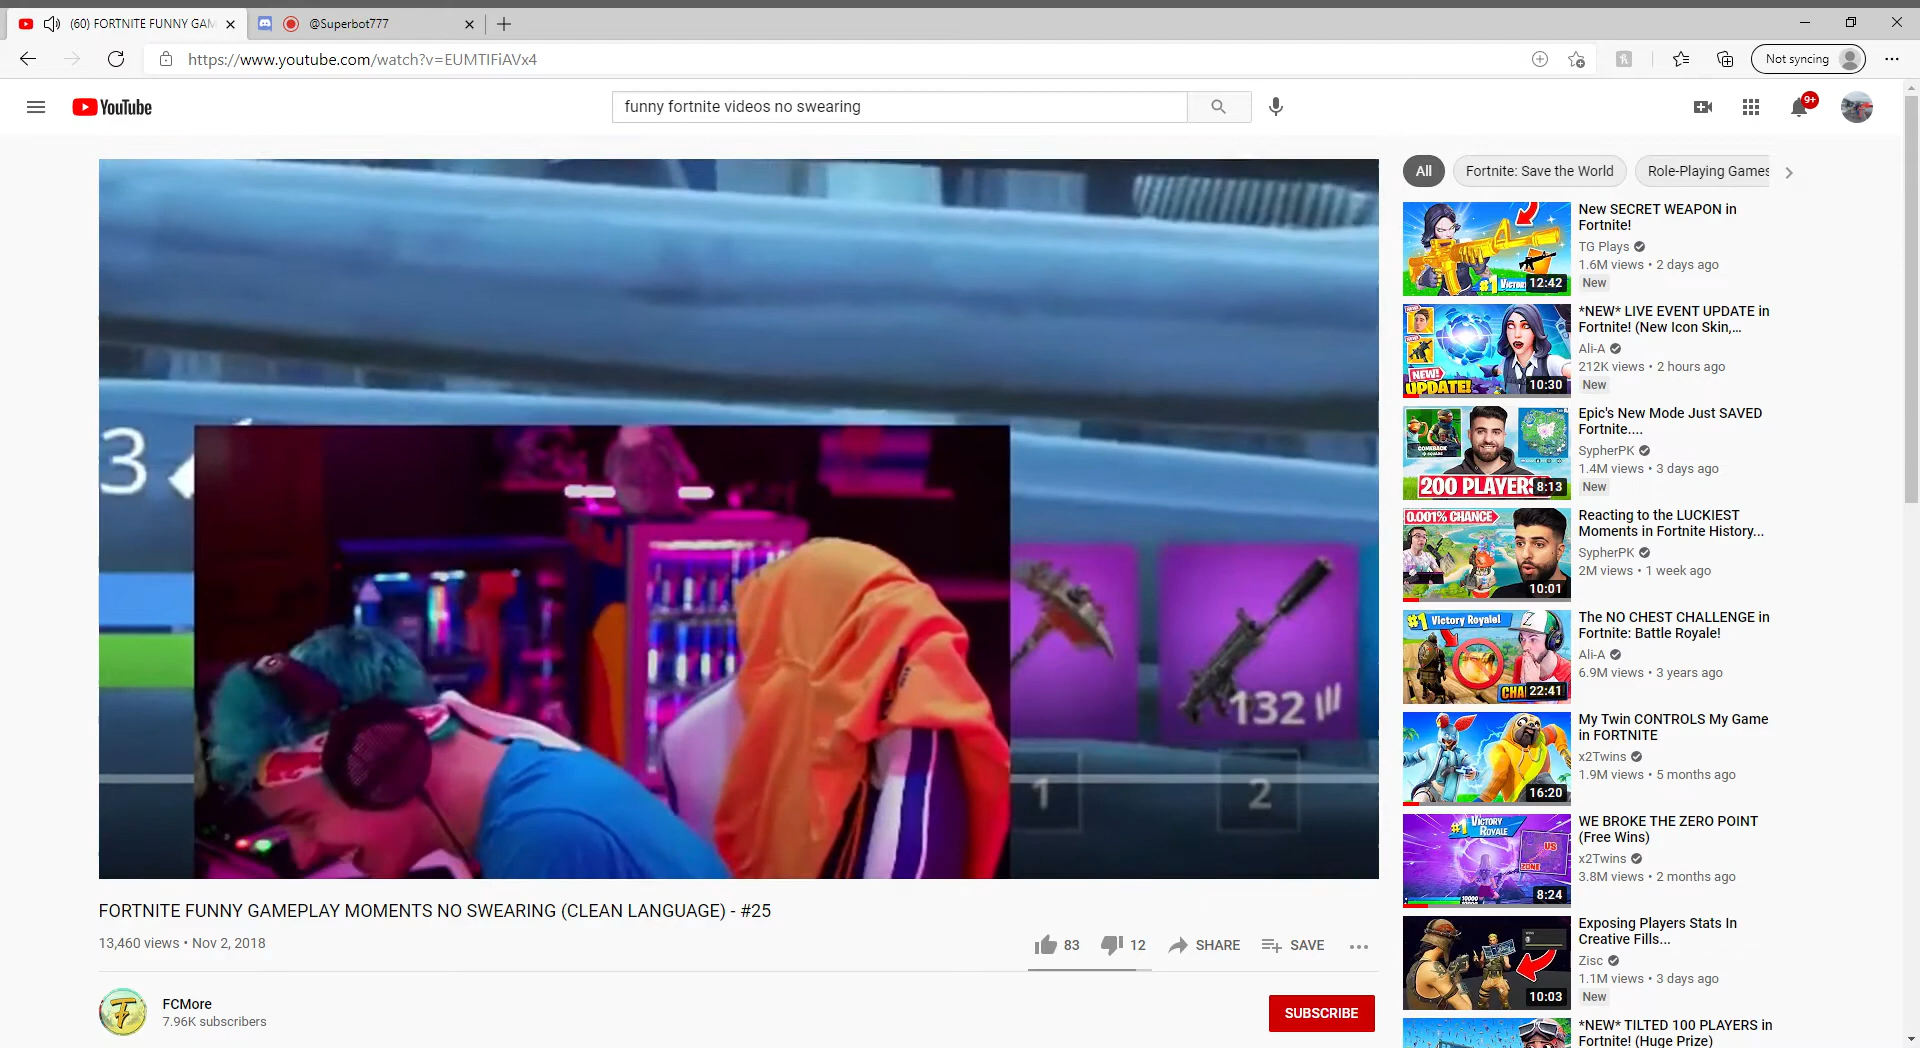 (60) FORTNITE FUNNY GAM
@Superbot777
https://www.youtube.com/watch?v=EUMTIFiAVx4
Not syncing
YouTube
funny fortnite videos no swearing
9+
3
132
1
2
FORTNITE FUNNY GAMEPLAY MOMENTS NO SWEARING (CLEAN LANGUAGE) - #25
13,460 views • Nov 2, 2018
83
12
SHARE
SAVE
FCMore
7.96K subscribers
SUBSCRIBE
All
Fortnite: Save the World
Role-Playing Games
#1
12:42
New SECRET WEAPON in
Fortnite!
TG Plays
1.6M views • 2 days ago
New
NEW!
UPDATE!
10:30
*NEW* LIVE EVENT UPDATE in
Fortnite! (New Icon Skin,...
Ali-A
212K views • 2 hours ago
New
200 PLAYERS
8:13
Epic's New Mode Just SAVED
Fortnite....
SypherPK
1.4M views • 3 days ago
New
0.001% CHANCE
10:01
Reacting to the LUCKIEST
Moments in Fortnite History...
SypherPK
2M views • 1 week ago
#1 Victory Royale!
22:41
The NO CHEST CHALLENGE in
Fortnite: Battle Royale!
Ali-A
6.9M views • 3 years ago
16:20
My Twin CONTROLS My Game
in FORTNITE
x2Twins
1.9M views • 5 months ago
#1 VICTORY
ROYALE
US
ZONE
8:24
WE BROKE THE ZERO POINT
(Free Wins)
x2Twins
3.8M views • 2 months ago
10:03
Exposing Players Stats In
Creative Fills...
Zisc
1.1M views • 3 days ago
New
*NEW* TILTED 100 PLAYERS in
Fortnite! (Huge Prize)